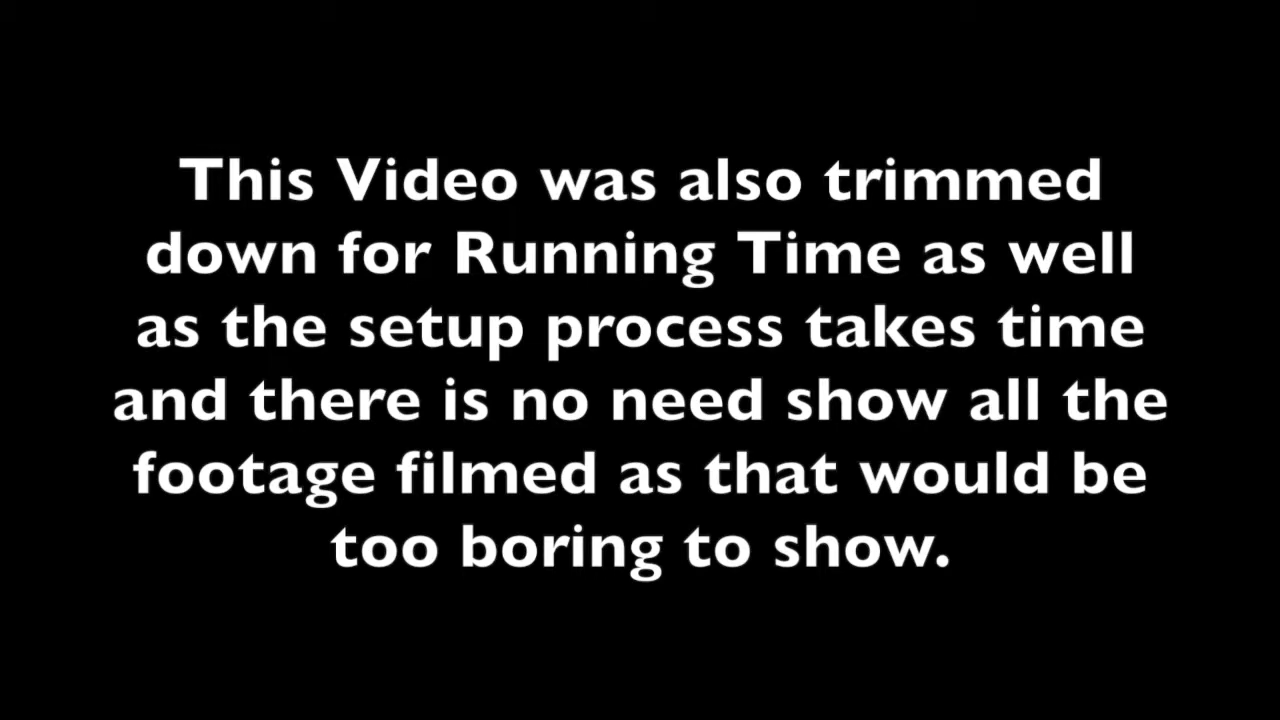 This Video was also trimmed
down for Running Time as well
as the setup process takes time
and there is no need show all the
footage filmed as that would be
too boring to show.